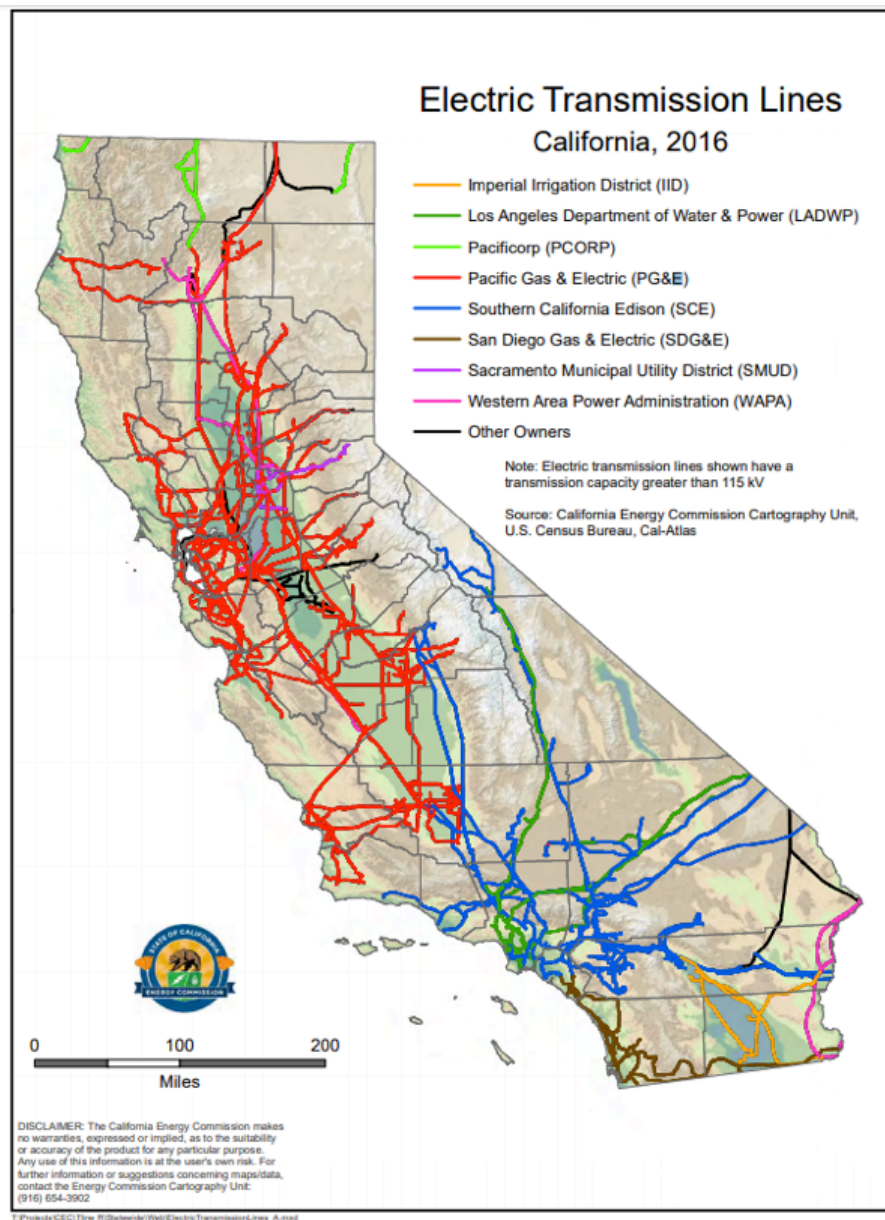 Electric Transmission Lines
California, 2016
Imperial Irrigation District (IID)
Los Angeles Department of Water & Power (LADWP)
Pacificorp (PCORP)
Pacific Gas & Electric (PG&E)
Southern California Edison (SCE)
San Diego Gas & Electric (SDG&E)
Sacramento Municipal Utility District (SMUD)
Western Area Power Administration (WAPA)
Other Owners
Note: Electric transmission lines shown have a
transmission capacity greater than 115 kV
Source: California Energy Commission Cartography Unit,
U.S. Census Bureau, Cal-Atlas
STATE OF CALIFORNIA
ENERGY COMMISSION
0 100 200
Miles
DISCLAIMER: The California Energy Commission makes
no warranties, expressed or implied, as to the suitability
or accuracy of the product for any particular purpose.
Any use of this information is at the user's own risk. For
further information or suggestions concerning maps/data,
contact the Energy Commission Cartography Unit:
(916) 654-3902